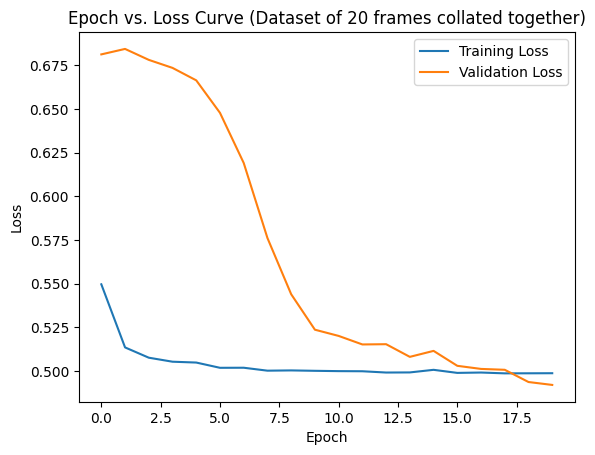 Epoch vs. Loss Curve (Dataset of 20 frames collated together)
Training Loss
Validation Loss
0.675
0.650
0.625
0.600
0.575
0.550
0.525
0.500
Loss
0.0 2.5 5.0 7.5 10.0 12.5 15.0 17.5
Epoch